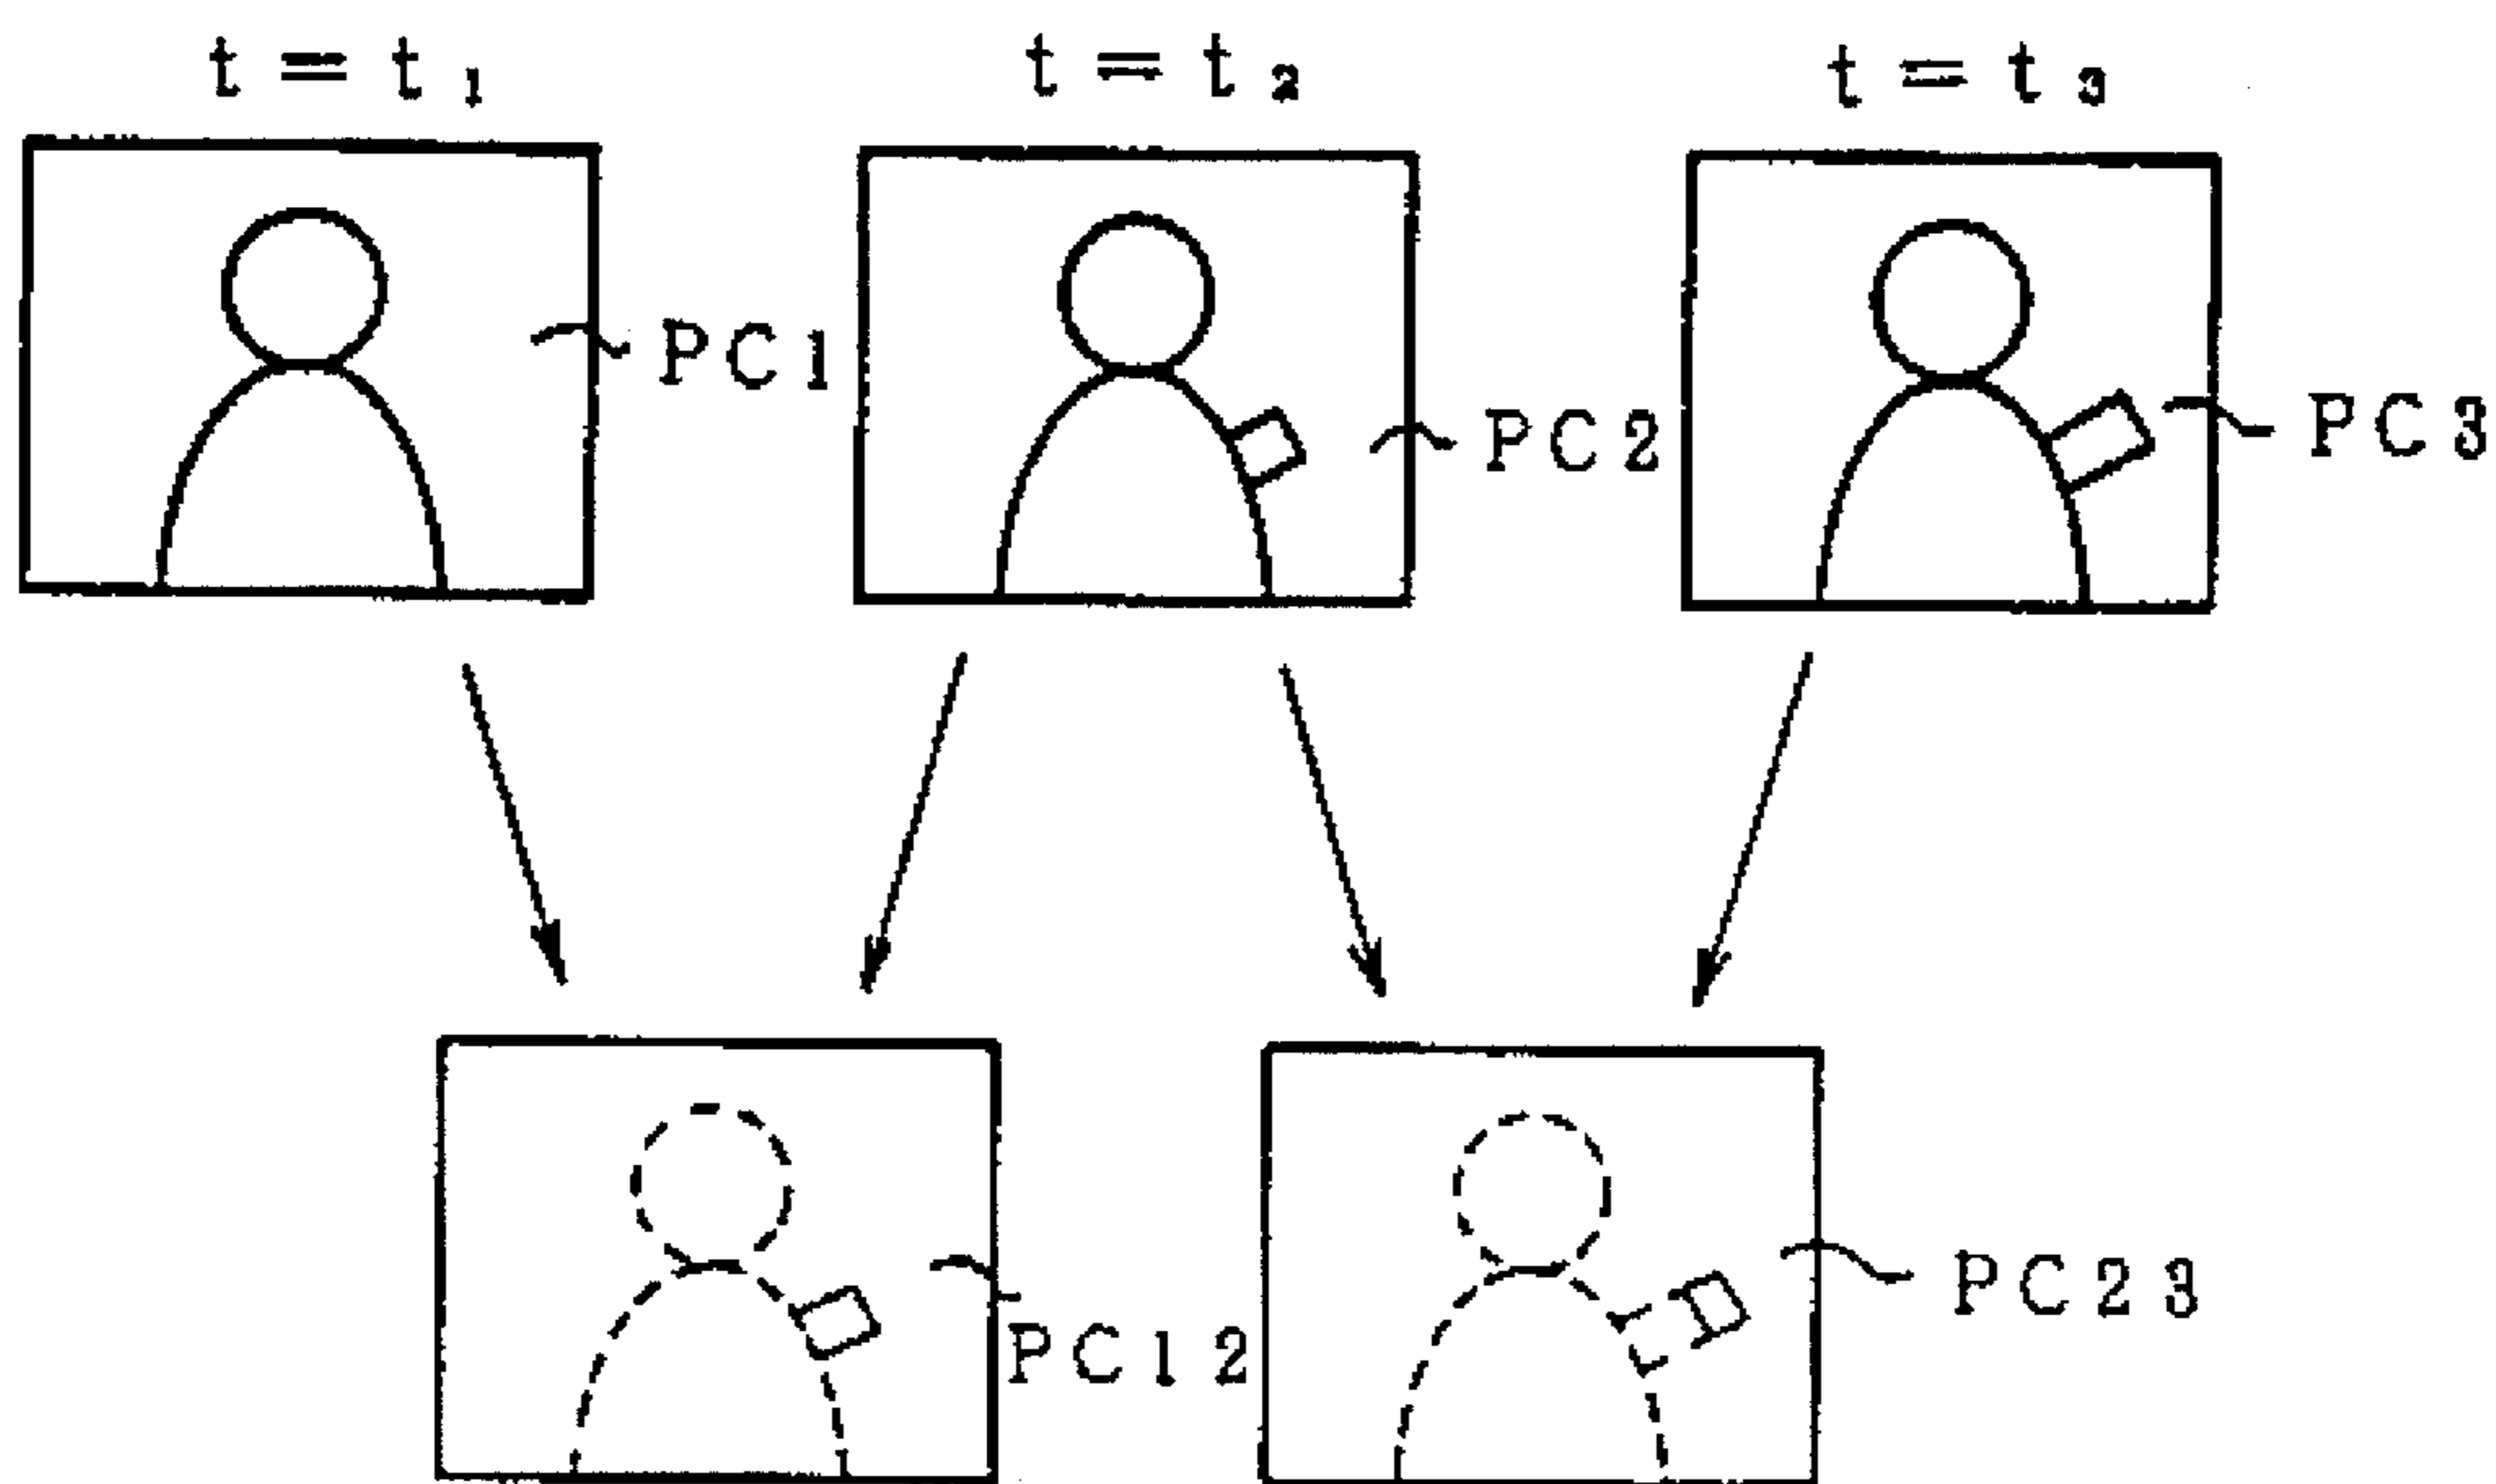 t = t₁ t = t₂ t = t₃
PC1 PC2 PC3
PC12 PC23